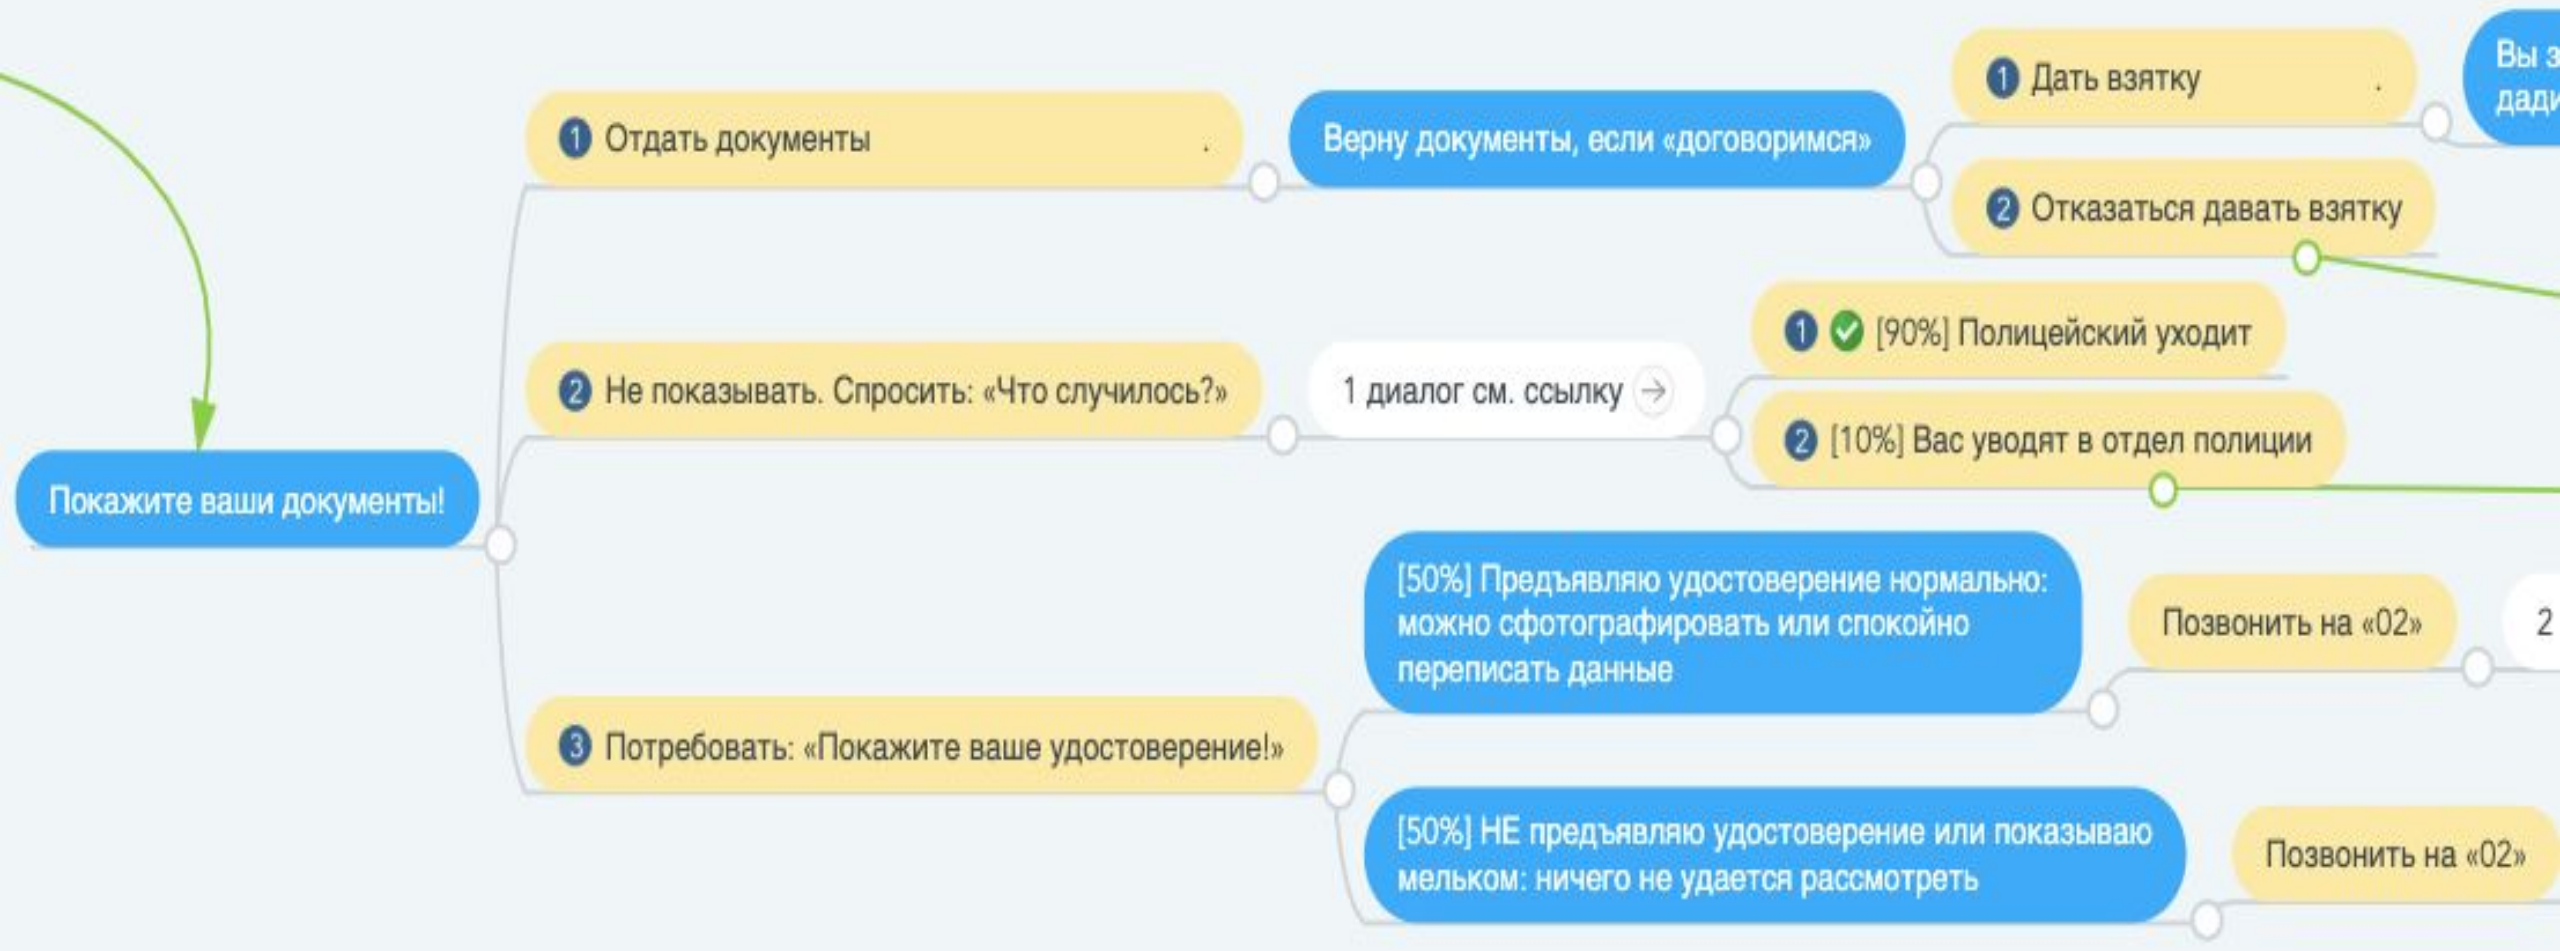 Покажите ваши документы!
1 Отдать документы .
Верну документы, если «договоримся»
1 Дать взятку .
Вы
2 Отказаться давать взятку
2 Не показывать. Спросить: «Что случилось?»
1 диалог см. ссылку →
1 [90%] Полицейский уходит
2 [10%] Вас уводят в отдел полиции
3 Потребовать: «Покажите ваше удостоверение!»
[50%] Предъявляю удостоверение нормально:
можно сфотографировать или спокойно
переписать данные
Позвонить на «02»
2
[50%] НЕ предъявляю удостоверение или показываю
мельком: ничего не удается рассмотреть
Позвонить на «02»